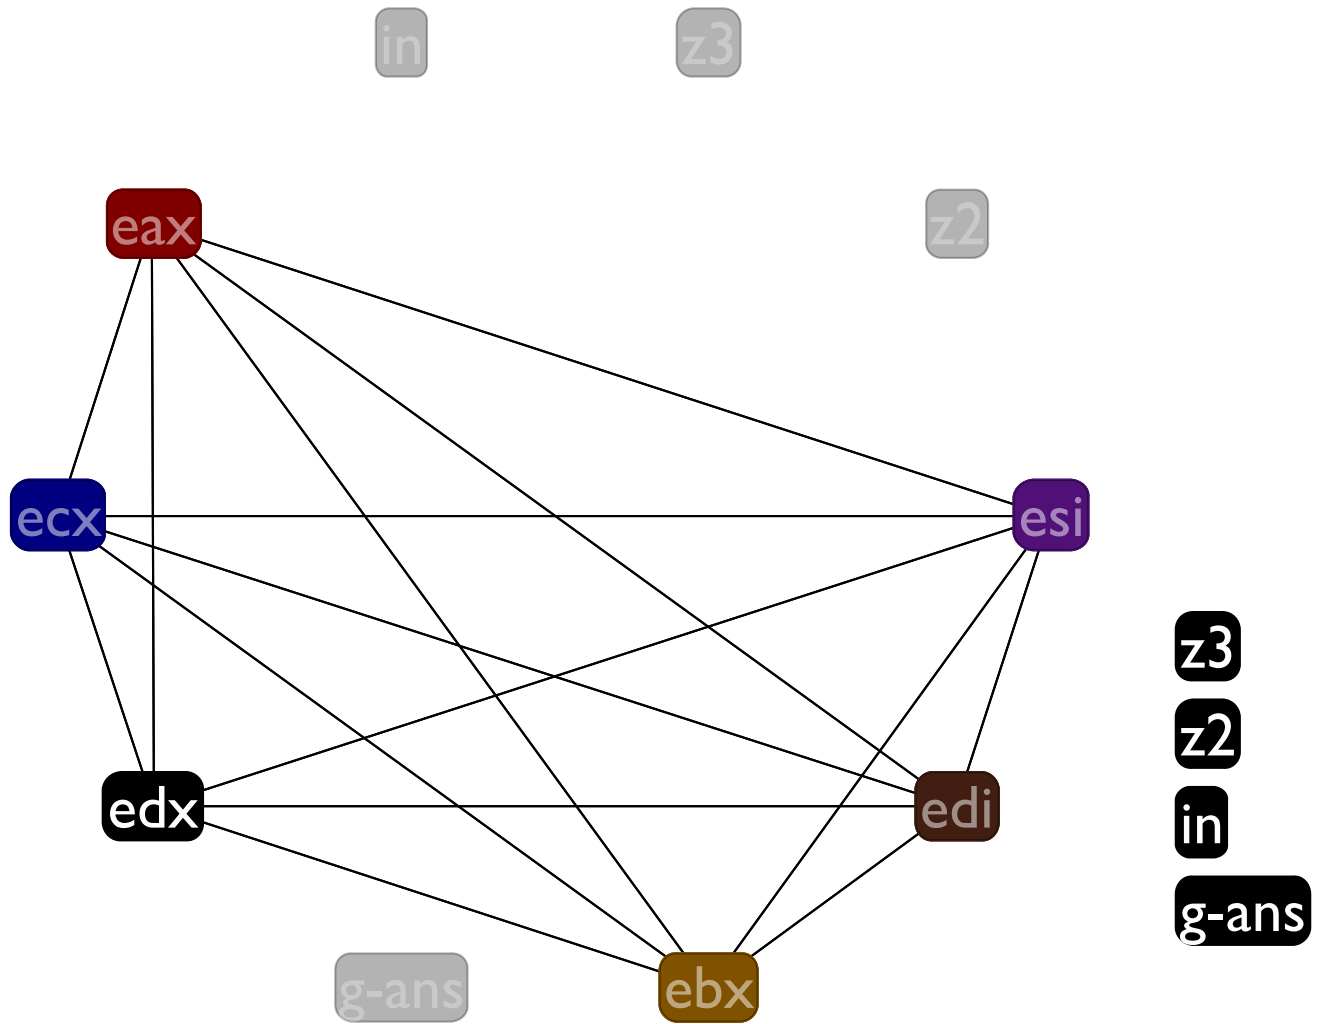 in
z3
eax
z2
ecx
esi
z3
z2
edx
edi
in
g-ans
g-ans
ebx